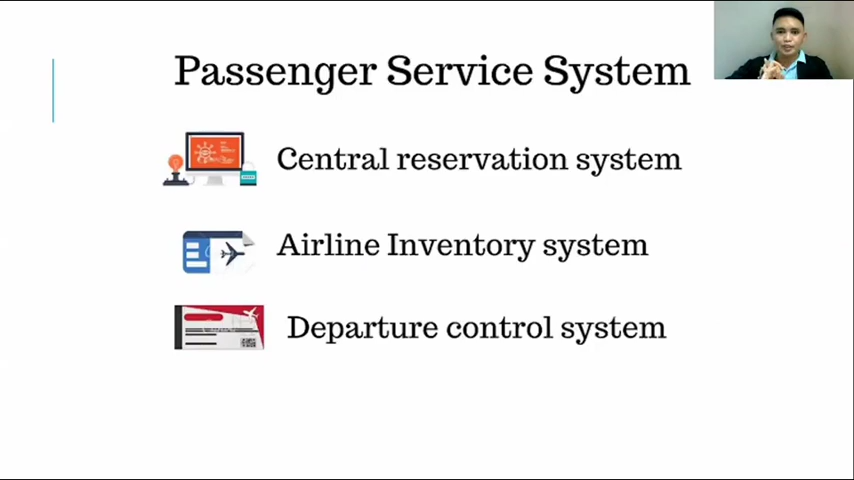 Passenger Service System
Central reservation system
Airline Inventory system
Departure control system